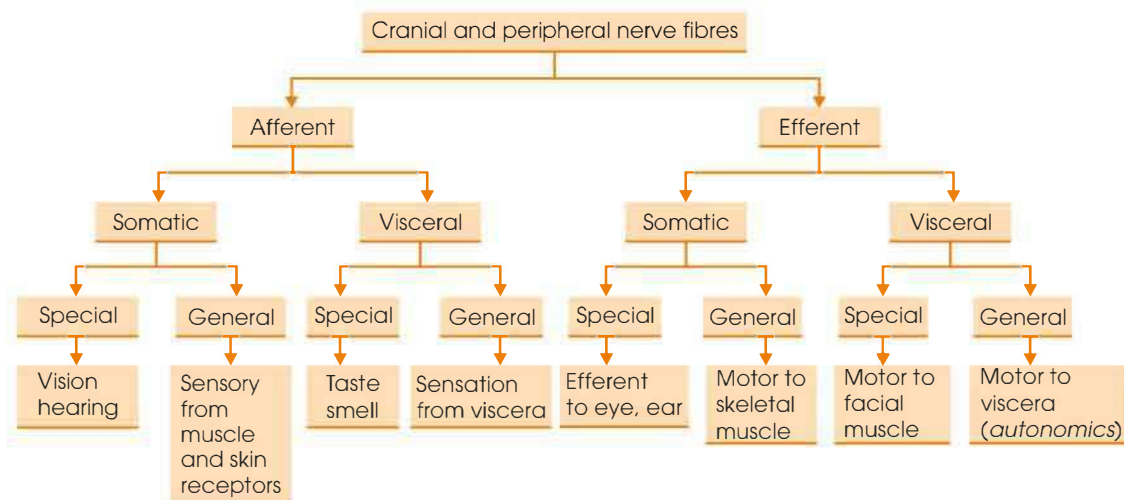 Cranial and peripheral nerve fibres
Afferent
Efferent
Somatic
Visceral
Somatic
Visceral
Special
General
Special
General
Special
General
Special
General
Vision
hearing
Sensory
from
muscle
and skin
receptors
Taste
smell
Sensation
from viscera
Efferent
to eye, ear
Motor to
skeletal
muscle
Motor to
facial
muscle
Motor to
viscera
(autonomics)